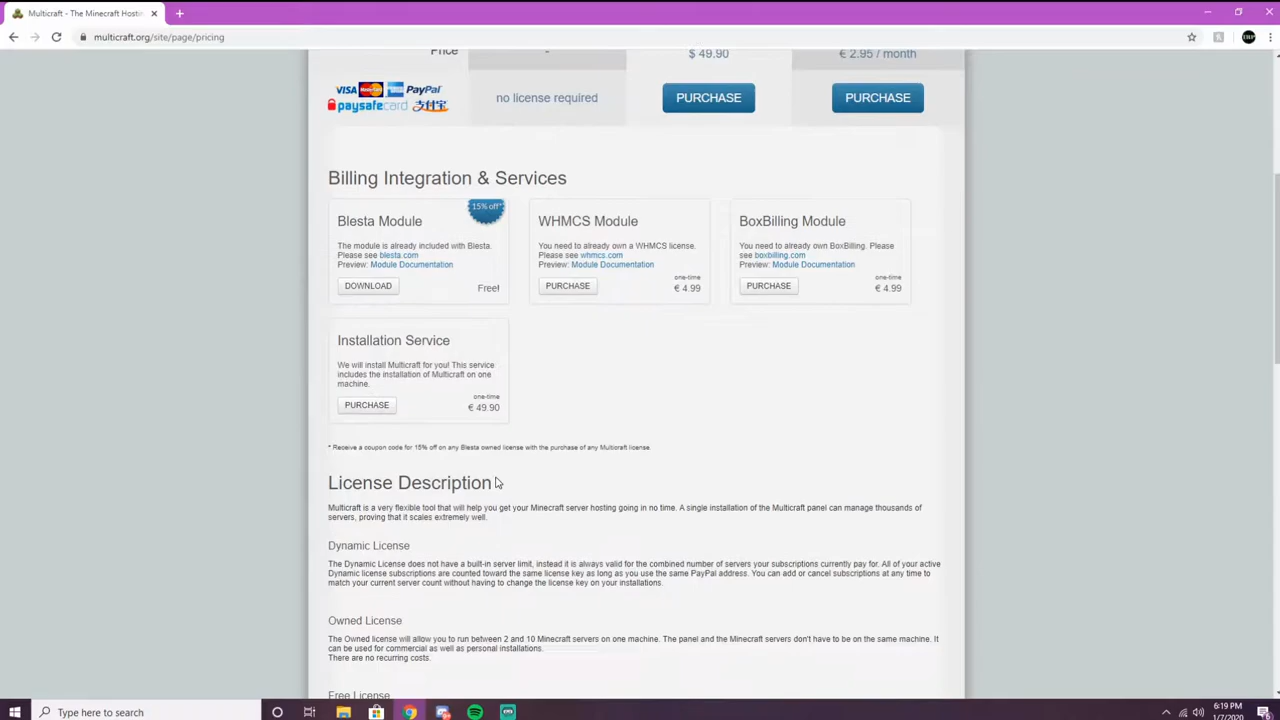 Multicraft - The Minecraft Hostin
multicraft.org/site/page/pricing
Price
-
$ 49.90
€ 2.95 / month
VISA MasterCard PayPal
paysafecard 支付宝
no license required
PURCHASE
PURCHASE
Billing Integration & Services
15% off*
Blesta Module
The module is already included with Blesta.
Please see blesta.com
Preview: Module Documentation
DOWNLOAD
Free!
WHMCS Module
You need to already own a WHMCS license.
Please see whmcs.com
Preview: Module Documentation
one-time
PURCHASE
€ 4.99
BoxBilling Module
You need to already own BoxBilling. Please
see boxbilling.com
Preview: Module Documentation
one-time
PURCHASE
€ 4.99
Installation Service
We will install Multicraft for you! This service
includes the installation of Multicraft on one
machine.
one-time
PURCHASE
€ 49.90
* Receive a coupon code for 15% off on any Blesta owned license with the purchase of any Multicraft license.
License Description
Multicraft is a very flexible tool that will help you get your Minecraft server hosting going in no time. A single installation of the Multicraft panel can manage thousands of
servers, proving that it scales extremely well.
Dynamic License
The Dynamic License does not have a built-in server limit, instead it is always valid for the combined number of servers your subscriptions currently pay for. All of your active
Dynamic license subscriptions are counted toward the same license key as long as you use the same PayPal address. You can add or cancel subscriptions at any time to
match your current server count without having to change the license key on your installations.
Owned License
The Owned license will allow you to run between 2 and 10 Minecraft servers on one machine. The panel and the Minecraft servers don't have to be on the same machine. It
can be used for commercial as well as personal installations.
There are no recurring costs.
Free License
Type here to search
6:19 PM
1/7/2020